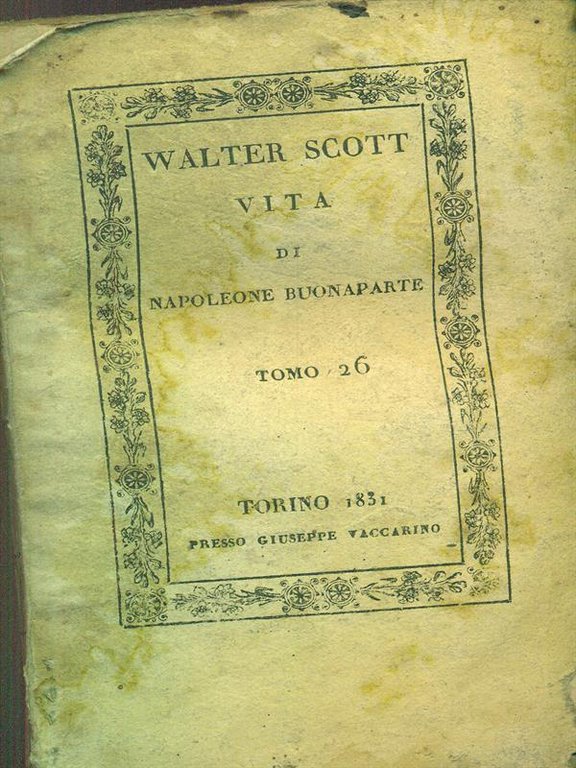 WALTER SCOTT
VITA
DI
NAPOLEONE BUONAPARTE
TOMO 26
TORINO 1831
PRESSO GIUSEPPE VACCARINO